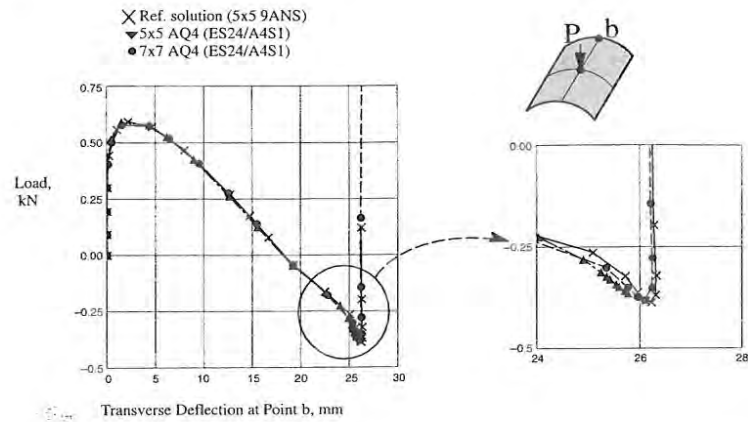 Ref. solution (5x5 9ANS)
5x5 AQ4 (ES24/A4S1)
7x7 AQ4 (ES24/A4S1)
P b
0.75
0.50
0.25
0.00
−0.25
−0.5
Load,
kN
0 5 10 15 20 25 30
Transverse Deflection at Point b, mm
0.00
−0.25
−0.5
24 26 28